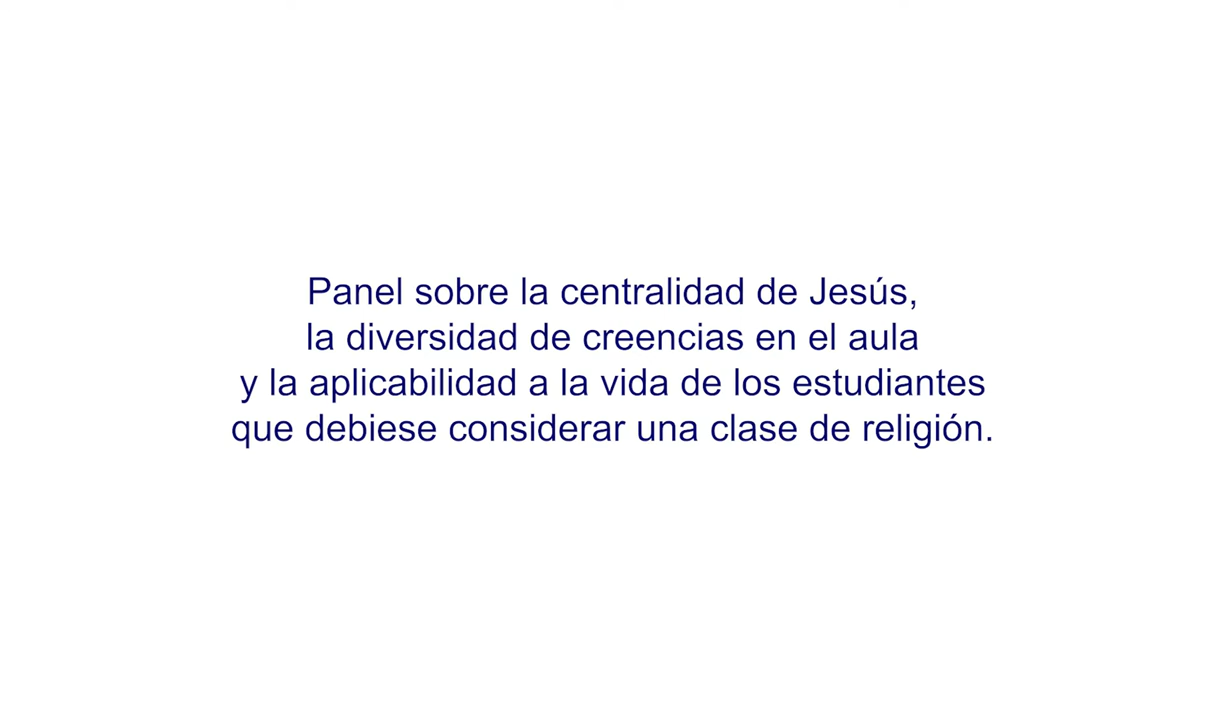 Panel sobre la centralidad de Jesús,
la diversidad de creencias en el aula
y la aplicabilidad a la vida de los estudiantes
que debiese considerar una clase de religión.